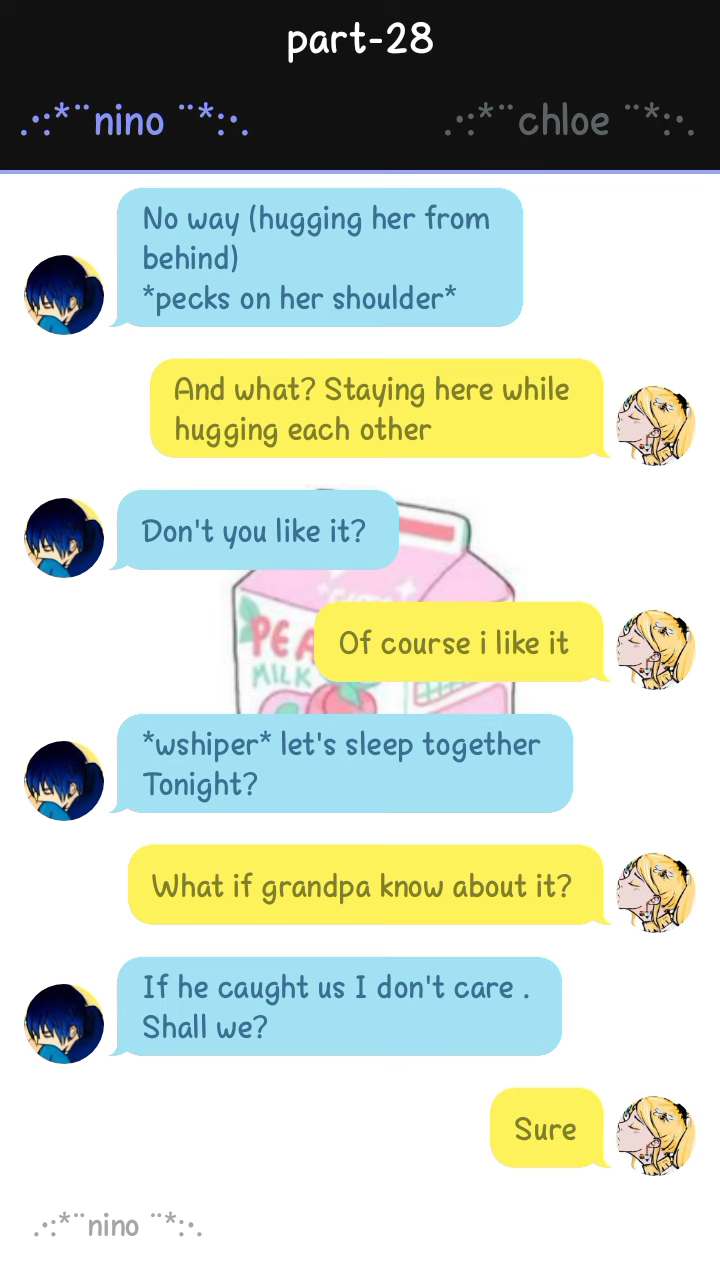 part-28
.·:*¨nino ¨*:·.
.·:*¨chloe ¨*:·.
No way (hugging her from
behind)
*pecks on her shoulder*
And what? Staying here while
hugging each other
Don't you like it?
PEA
MILK
Of course i like it
*wshiper* let's sleep together
Tonight?
What if grandpa know about it?
If he caught us I don't care .
Shall we?
Sure
.·:*¨nino ¨*:·.